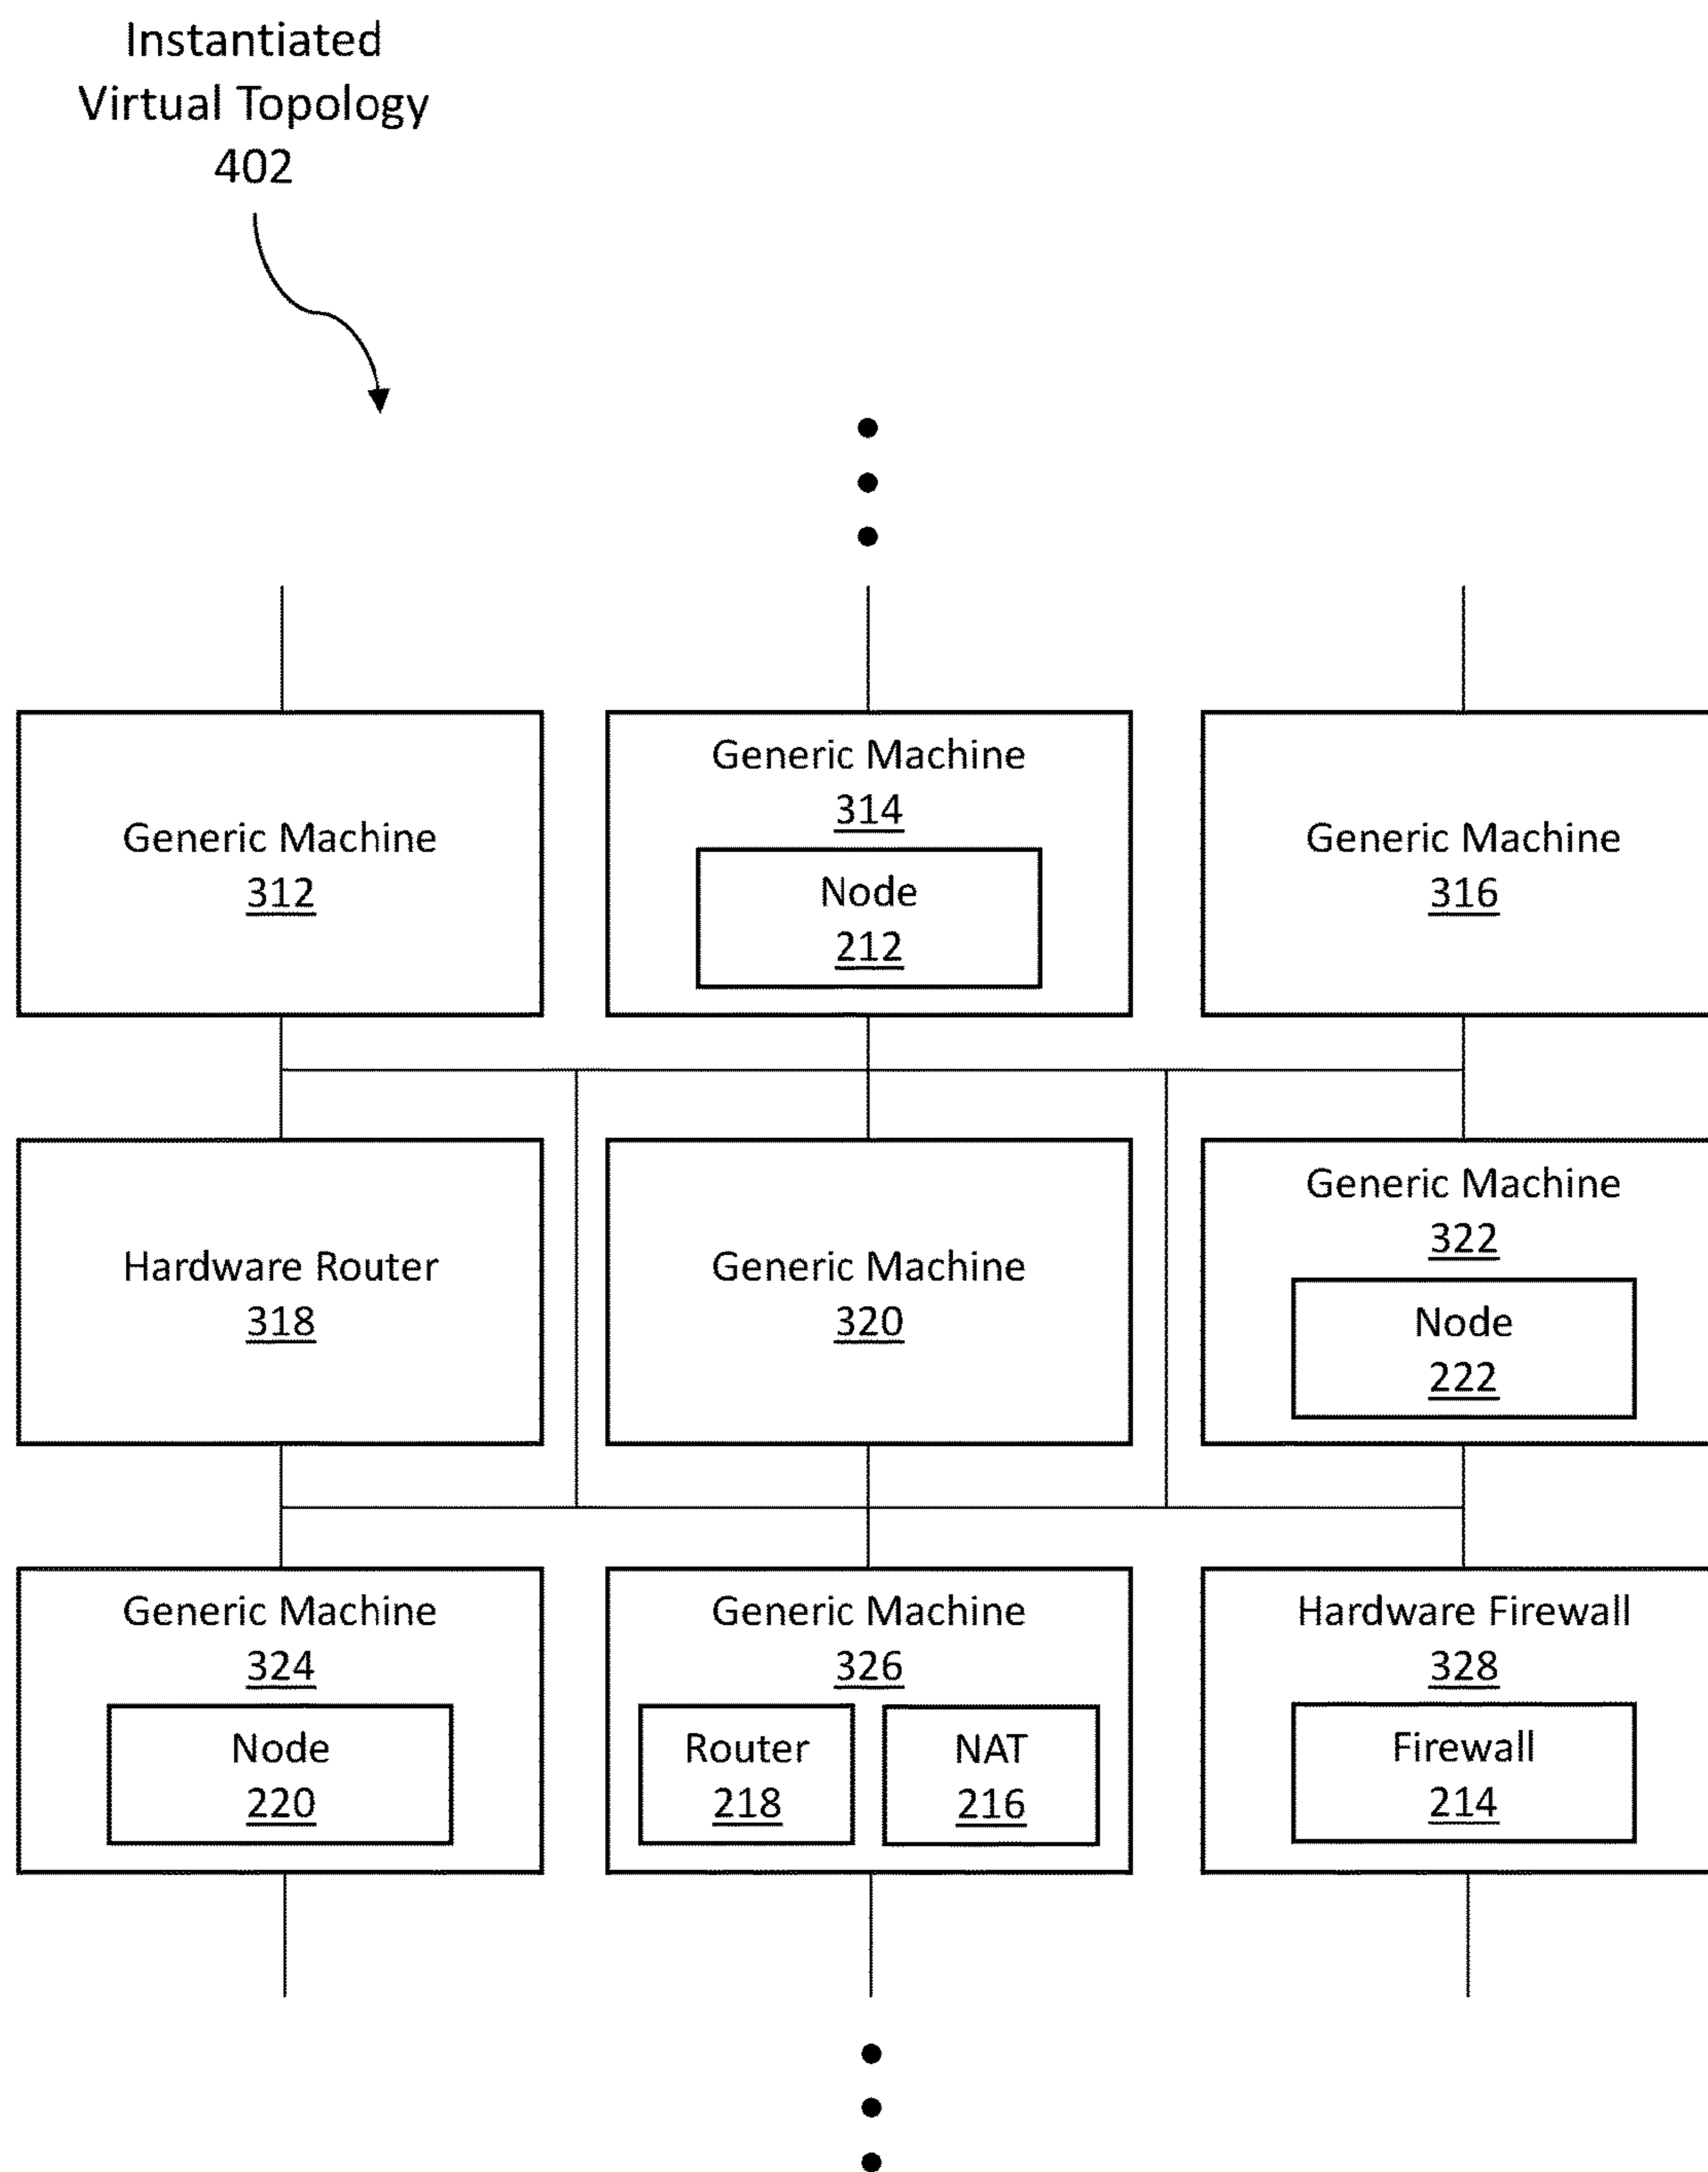 Instantiated
Virtual Topology
402
Generic Machine
312
Generic Machine
314
Node
212
Generic Machine
316
Hardware Router
318
Generic Machine
320
Generic Machine
322
Node
222
Generic Machine
324
Node
220
Generic Machine
326
Router
218
NAT
216
Hardware Firewall
328
Firewall
214